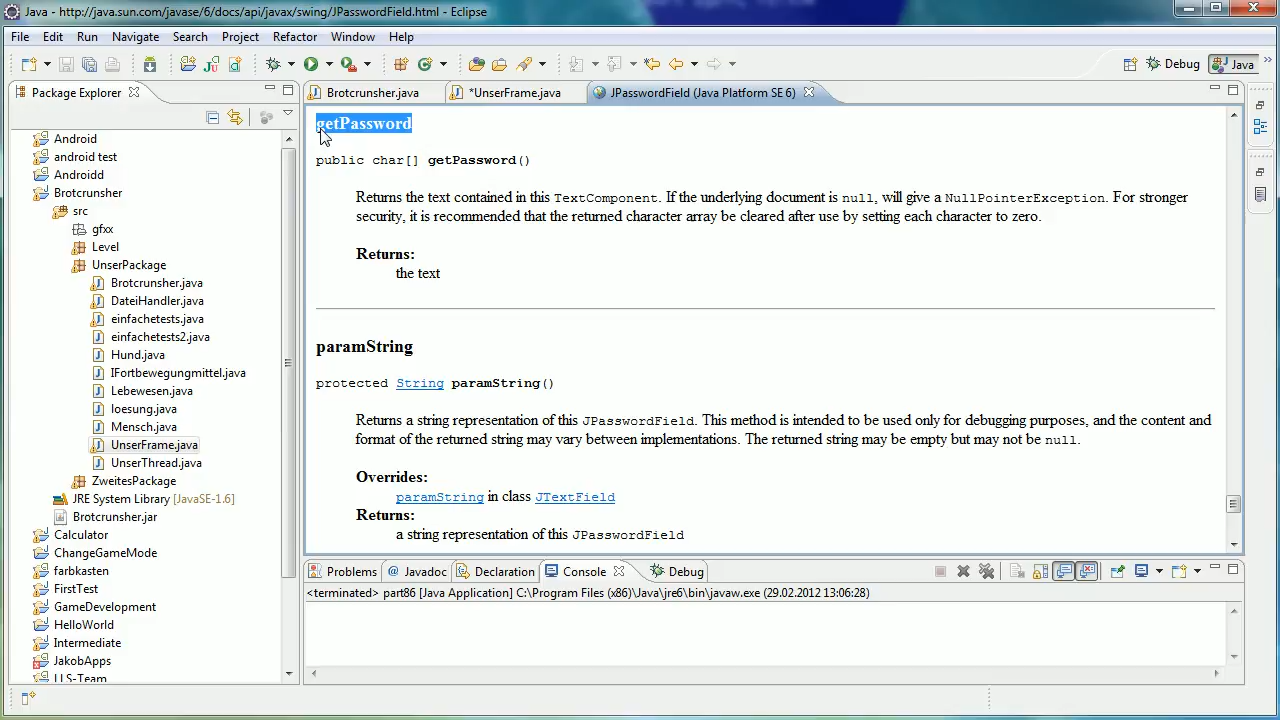 Java - http://java.sun.com/javase/6/docs/api/javax/swing/JPasswordField.html - Eclipse
File Edit Run Navigate Search Project Refactor Window Help
Debug Java
Package Explorer
Brotcrunsher.java *UnserFrame.java JPasswordField (Java Platform SE 6)
Android
android test
Androidd
Brotcrunsher
src
gfxx
Level
UnserPackage
Brotcrunsher.java
DateiHandler.java
einfachetests.java
einfachetests2.java
Hund.java
IFortbewegungmittel.java
Lebewesen.java
loesung.java
Mensch.java
UnserFrame.java
UnserThread.java
ZweitesPackage
JRE System Library [JavaSE-1.6]
Brotcrunsher.jar
Calculator
ChangeGameMode
farbkasten
FirstTest
GameDevelopment
HelloWorld
Intermediate
JakobApps
LLS-Team
getPassword
public char[] getPassword()
Returns the text contained in this TextComponent. If the underlying document is null, will give a NullPointerException. For stronger
security, it is recommended that the returned character array be cleared after use by setting each character to zero.
Returns:
the text
paramString
protected String paramString()
Returns a string representation of this JPasswordField. This method is intended to be used only for debugging purposes, and the content and
format of the returned string may vary between implementations. The returned string may be empty but may not be null.
Overrides:
paramString in class JTextField
Returns:
a string representation of this JPasswordField
Problems @ Javadoc Declaration Console Debug
<terminated> part86 [Java Application] C:\Program Files (x86)\Java\jre6\bin\javaw.exe (29.02.2012 13:06:28)